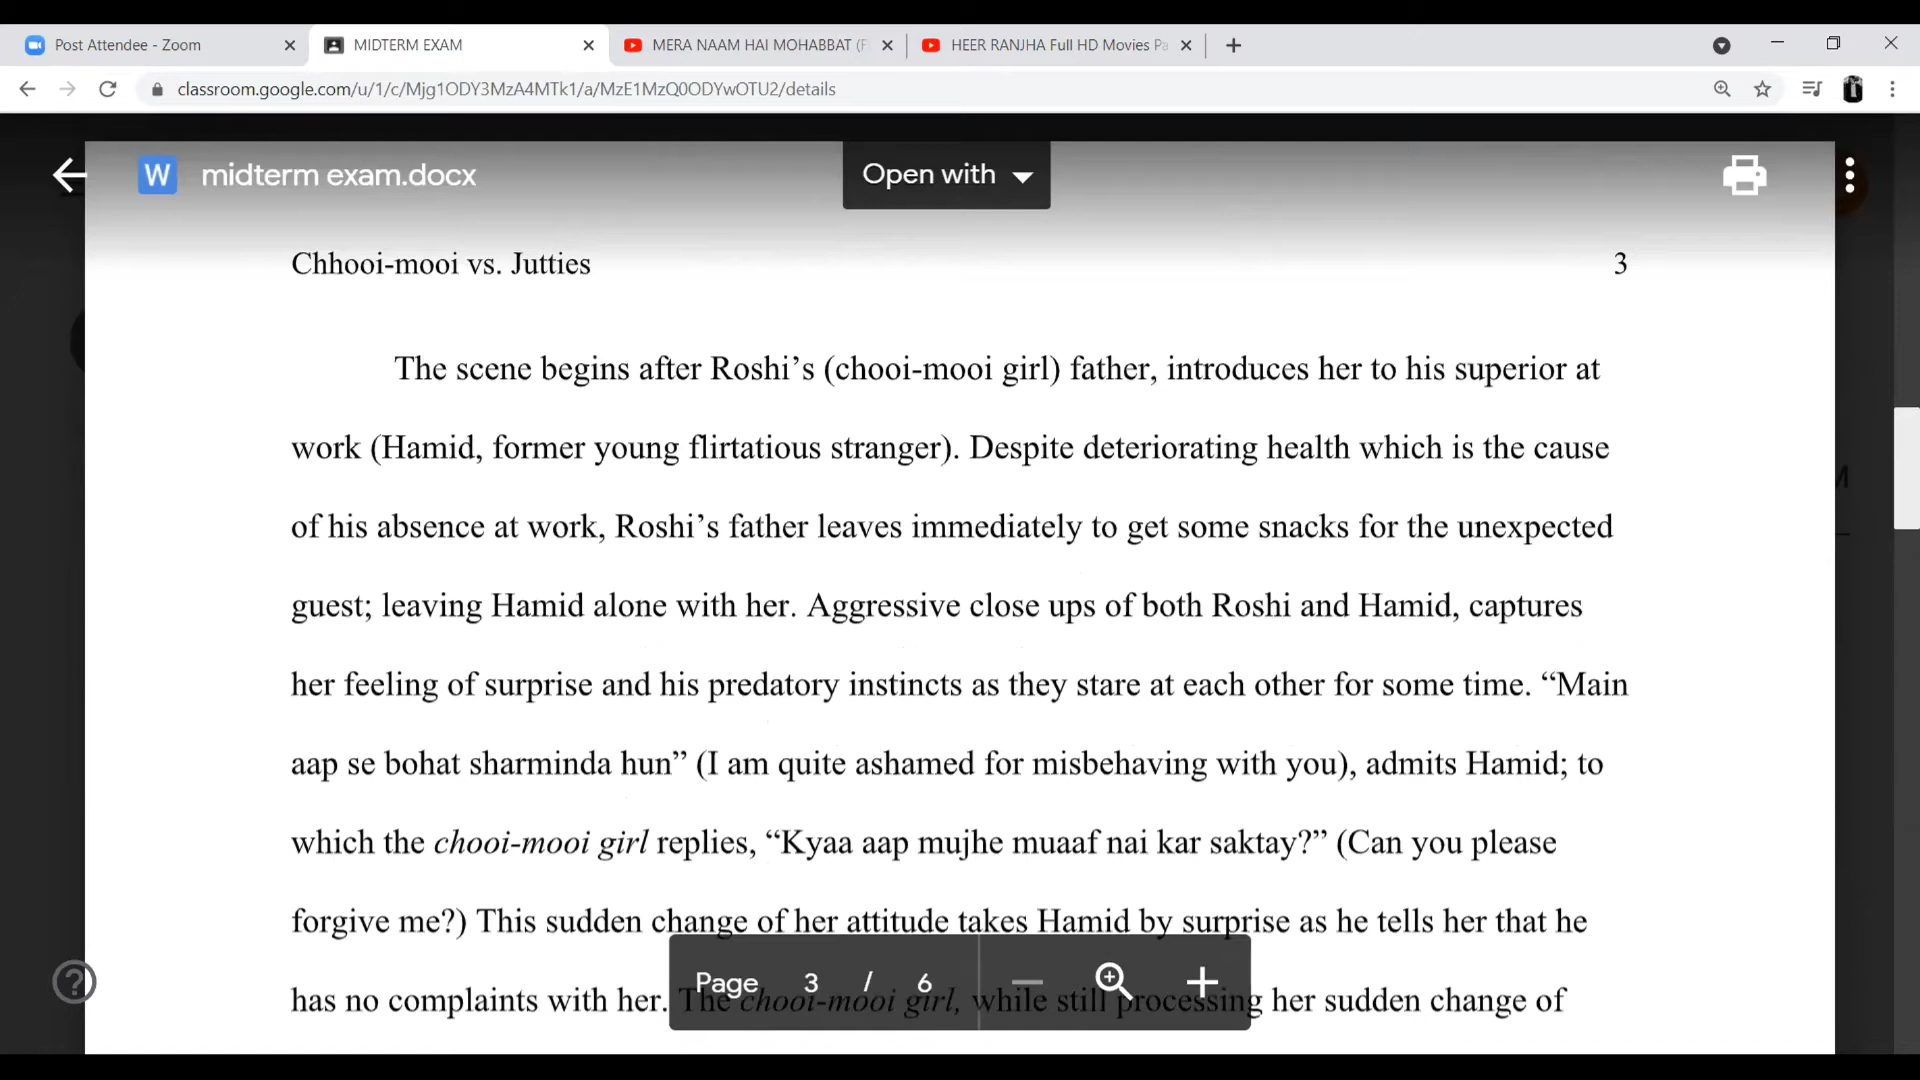 Post Attendee - Zoom
MIDTERM EXAM
MERA NAAM HAI MOHABBAT (F
HEER RANJHA Full HD Movies Pa
classroom.google.com/u/1/c/Mjg1ODY3MzA4MTk1/a/MzE1MzQ0ODYwOTU2/details
W midterm exam.docx
Open with
Chhooi-mooi vs. Jutties 3
The scene begins after Roshi’s (chooi-mooi girl) father, introduces her to his superior at
work (Hamid, former young flirtatious stranger). Despite deteriorating health which is the cause
of his absence at work, Roshi’s father leaves immediately to get some snacks for the unexpected
guest; leaving Hamid alone with her. Aggressive close ups of both Roshi and Hamid, captures
her feeling of surprise and his predatory instincts as they stare at each other for some time. “Main
aap se bohat sharminda hun” (I am quite ashamed for misbehaving with you), admits Hamid; to
which the chooi-mooi girl replies, “Kyaa aap mujhe muaaf nai kar saktay?” (Can you please
forgive me?) This sudden change of her attitude takes Hamid by surprise as he tells her that he
has no complaints with her. The chooi-mooi girl, while still processing her sudden change of
Page 3 / 6